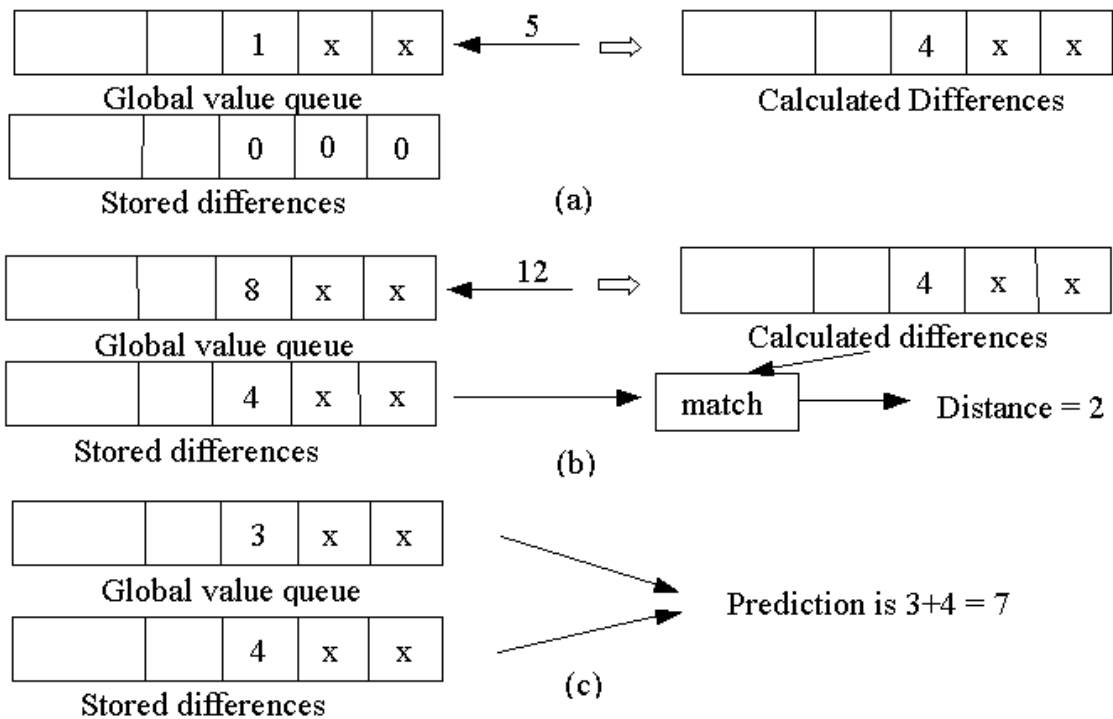 1 x x
5
4 x x
Global value queue
Calculated Differences
0 0 0
Stored differences
(a)
8 x x
12
4 x x
Global value queue
Calculated differences
4 x x
match
Distance = 2
Stored differences
(b)
3 x x
Global value queue
Prediction is 3+4 = 7
4 x x
Stored differences
(c)